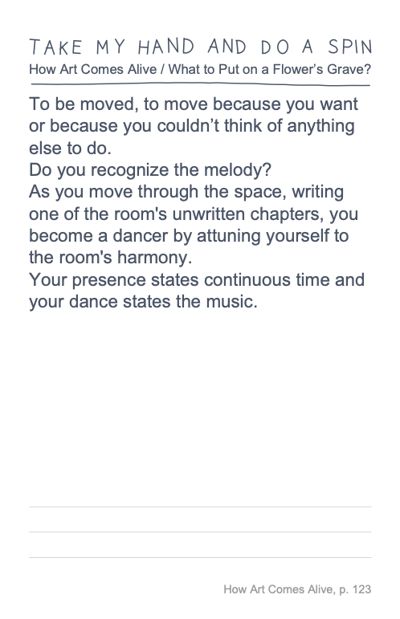 TAKE MY HAND AND DO A SPIN
How Art Comes Alive / What to Put on a Flower's Grave?
To be moved, to move because you want
or because you couldn’t think of anything
else to do.
Do you recognize the melody?
As you move through the space, writing
one of the room's unwritten chapters, you
become a dancer by attuning yourself to
the room's harmony.
Your presence states continuous time and
your dance states the music.
How Art Comes Alive, p. 123